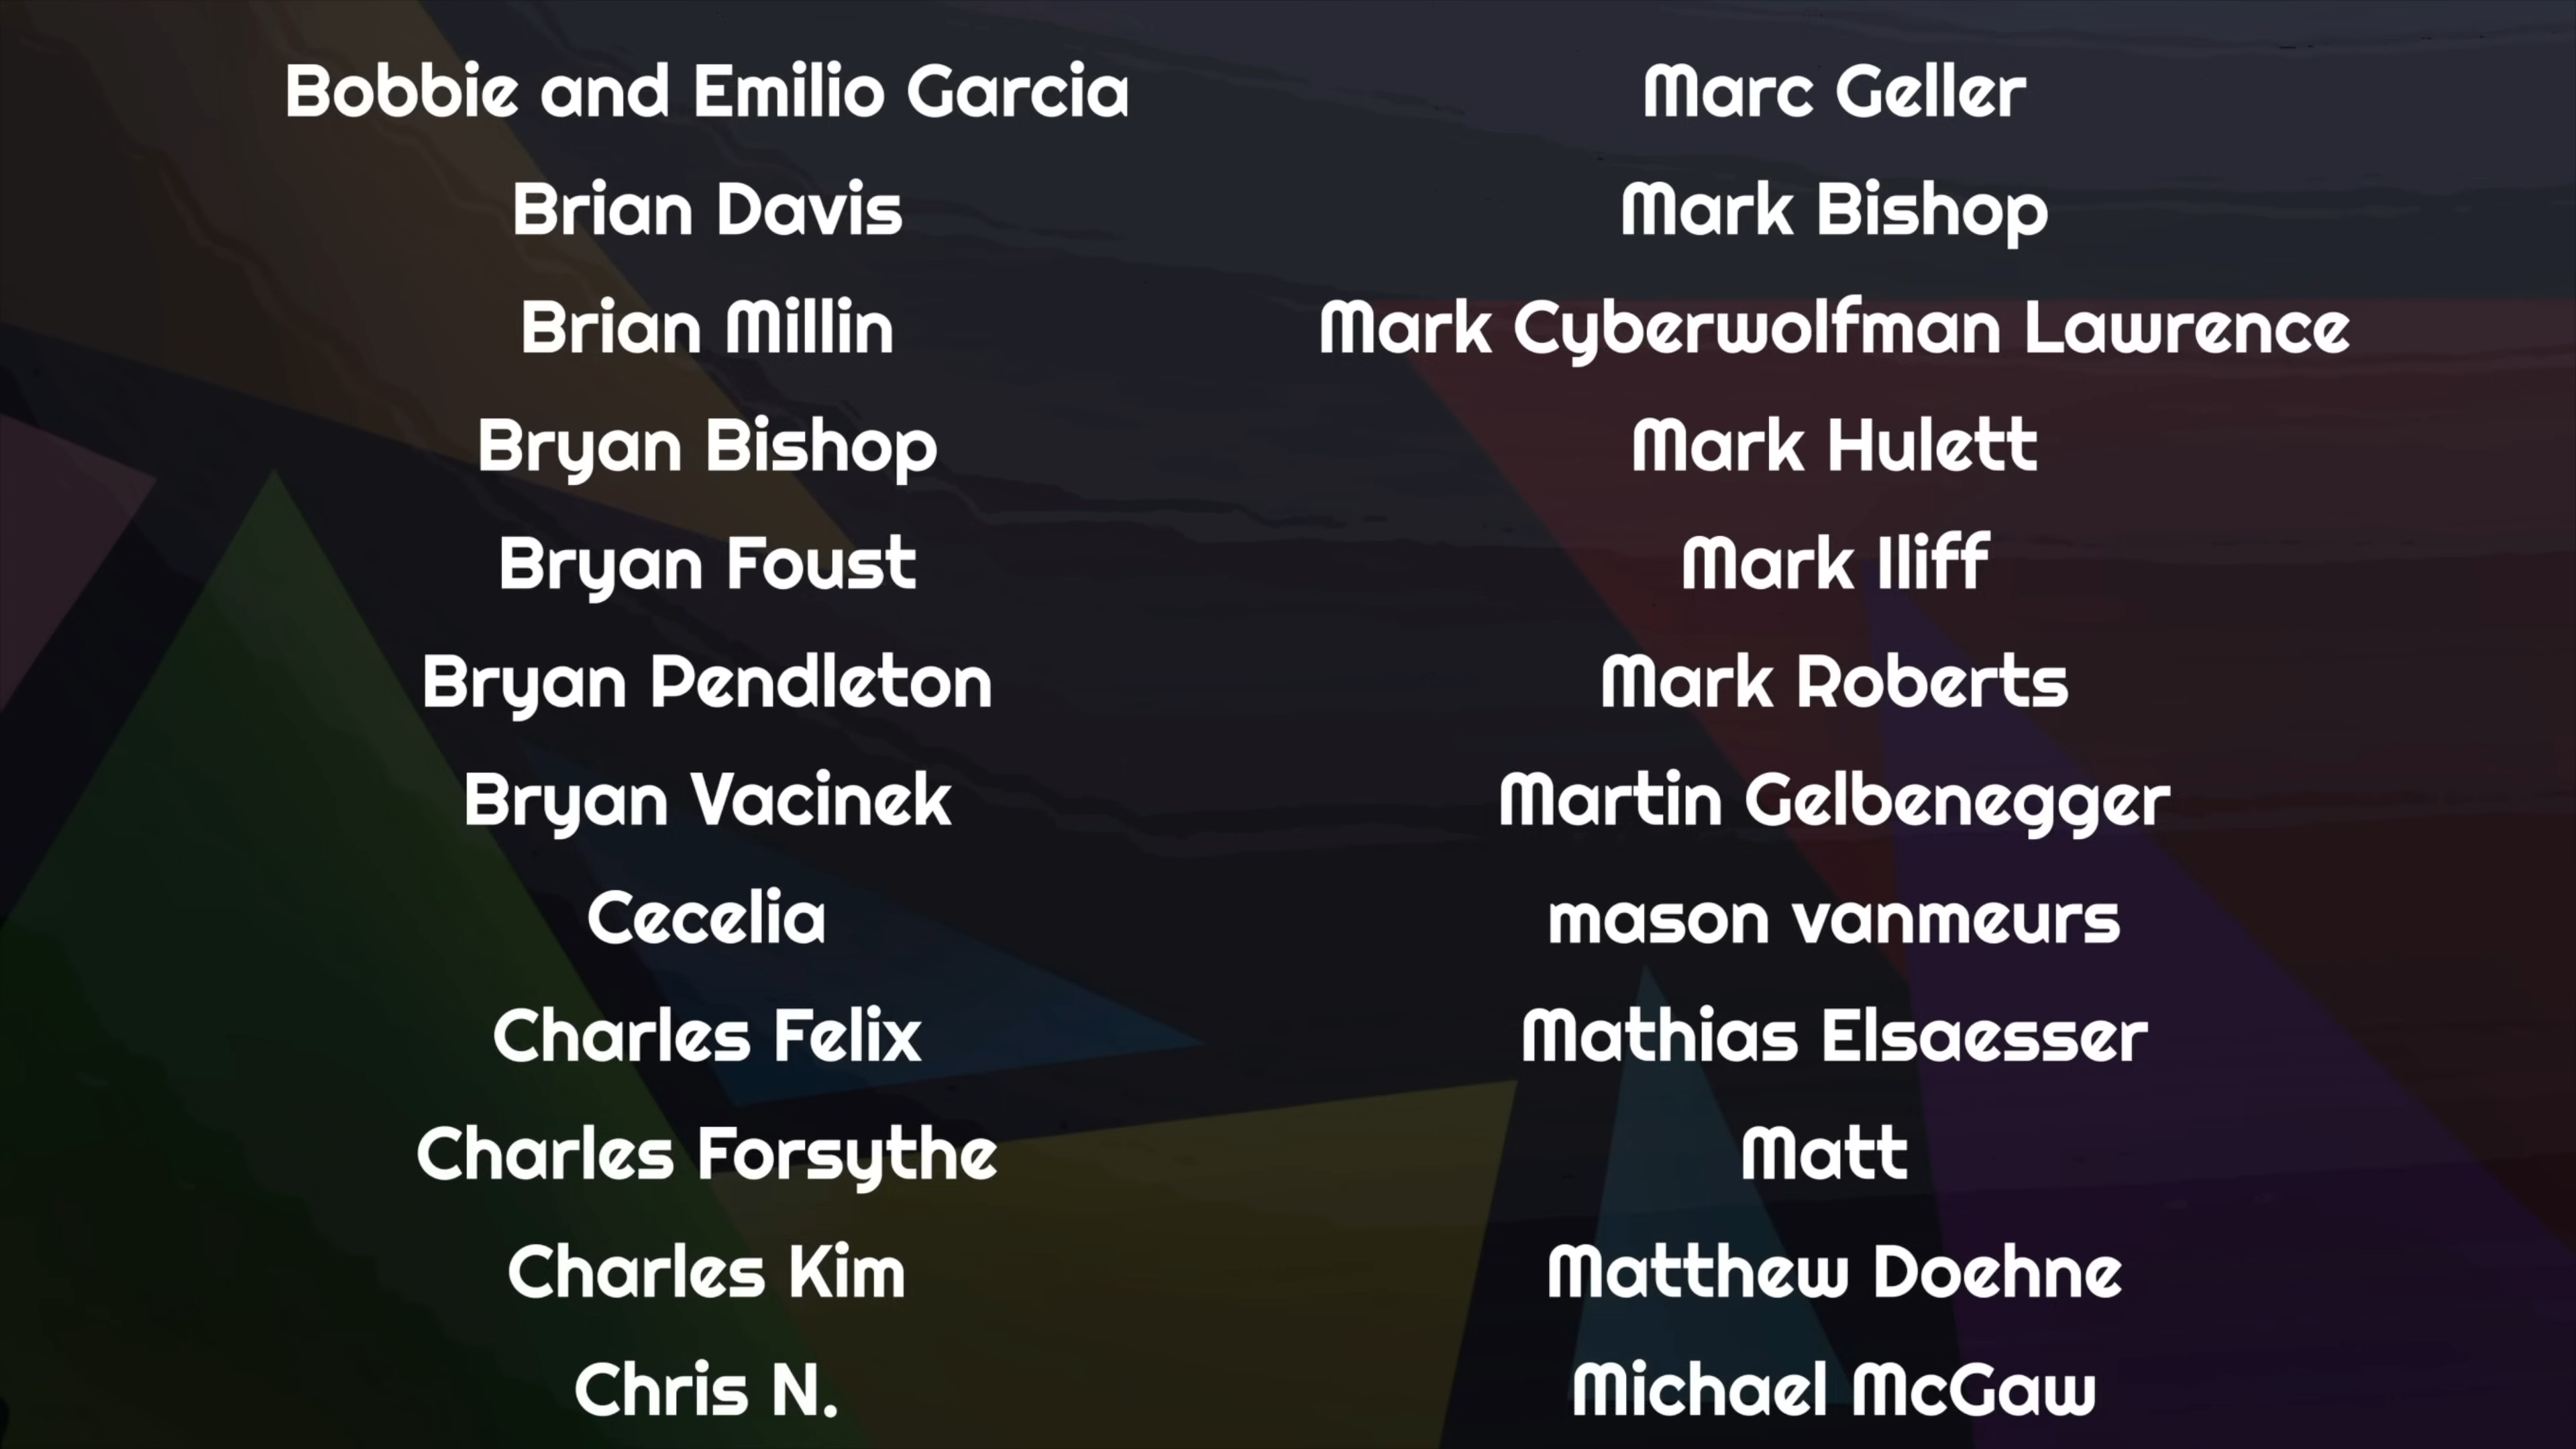 Bobbie and Emilio Garcia
Brian Davis
Brian Millin
Bryan Bishop
Bryan Foust
Bryan Pendleton
Bryan Vacinek
Cecelia
Charles Felix
Charles Forsythe
Charles Kim
Chris N.
Marc Geller
Mark Bishop
Mark Cyberwolfman Lawrence
Mark Hulett
Mark Iliff
Mark Roberts
Martin Gelbenegger
mason vanmeurs
Mathias Elsaesser
Matt
Matthew Doehne
Michael McGaw